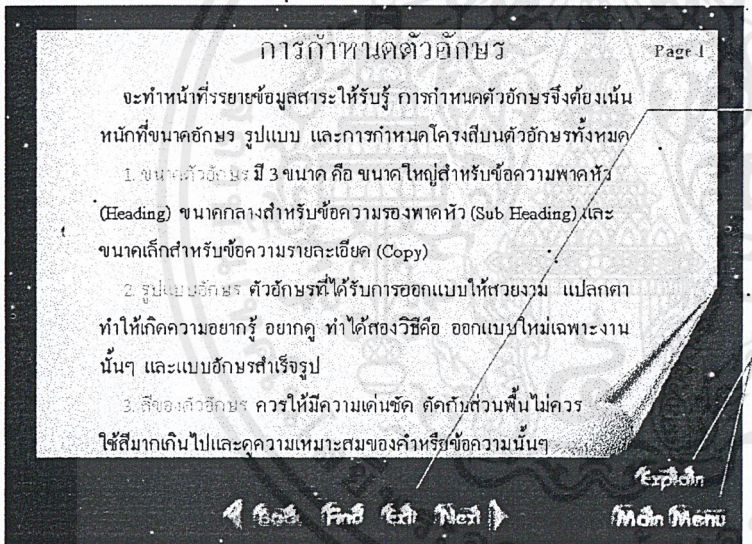 การกำหนดตัวอักษร
Page 1
จะทำหน้าที่รรยายข้อมูลสาระให้รับรู้ การกำหนดตัวอักษรจึงต้องเน้น
หนักที่ขนาดอักษร รูปแบบ และการกำหนดโครงสีบนตัวอักษรทั้งหมด
1. ขนาดตัวอักษร มี 3 ขนาด คือ ขนาดใหญ่สำหรับข้อความพาดหัว
(Heading) ขนาดกลางสำหรับข้อความรองพาดหัว (Sub Heading) และ
ขนาดเล็กสำหรับข้อความรายละเอียด (Copy)
2. รูปแบบอักษร ตัวอักษรที่ได้รับการออกแบบให้สวยงาม แปลกตา
ทำให้เกิดความอยากรู้ อยากดู ทำได้สองวิธีคือ ออกแบบใหม่เฉพาะงาน
นั้นๆ และแบบอักษรสำเร็จรูป
3. สีของตัวอักษร ควรให้มีความเด่นชัด ตัดกับส่วนพื้นไม่ควร
ใช้สีมากเกินไปและดูความเหมาะสมของคำหรือข้อความนั้นๆ
Explain
Back Find Exit Next Main Menu